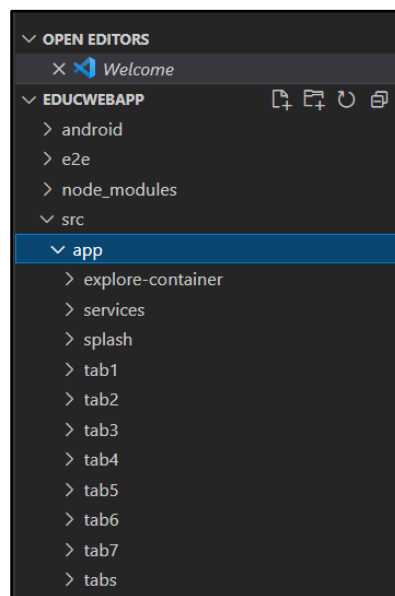 OPEN EDITORS
Welcome
EDUCWEBAPP
android
e2e
node_modules
src
app
explore-container
services
splash
tab1
tab2
tab3
tab4
tab5
tab6
tab7
tabs